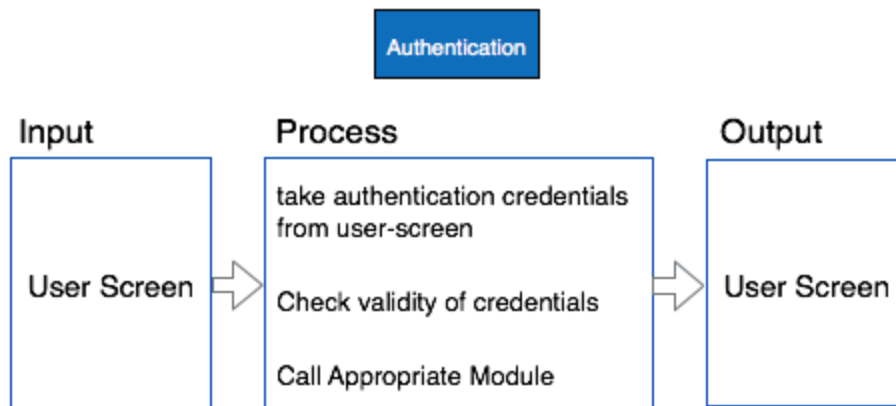 Authentication
Input
Process
Output
User Screen
take authentication credentials
from user-screen
Check validity of credentials
Call Appropriate Module
User Screen